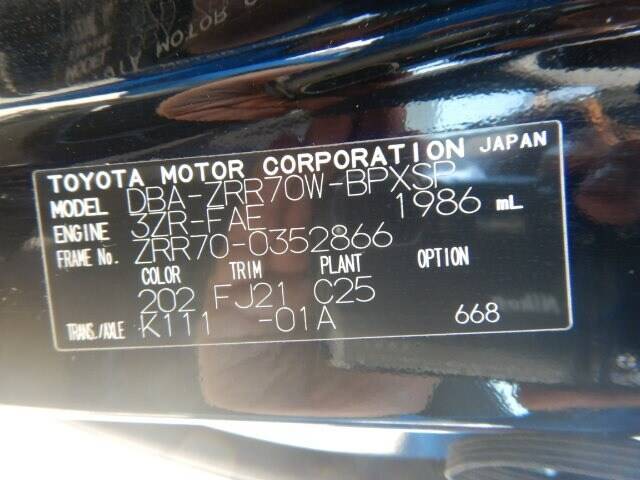 TOYOTA MOTOR CORPORATION JAPAN
MODEL DBA-ZRR70W-BPXSP
ENGINE 3ZR-FAE 1986 mL
FRAME No. ZRR70-0352866
COLOR TRIM PLANT OPTION
202 FJ21 C25
TRANS./AXLE K111 -01A 668